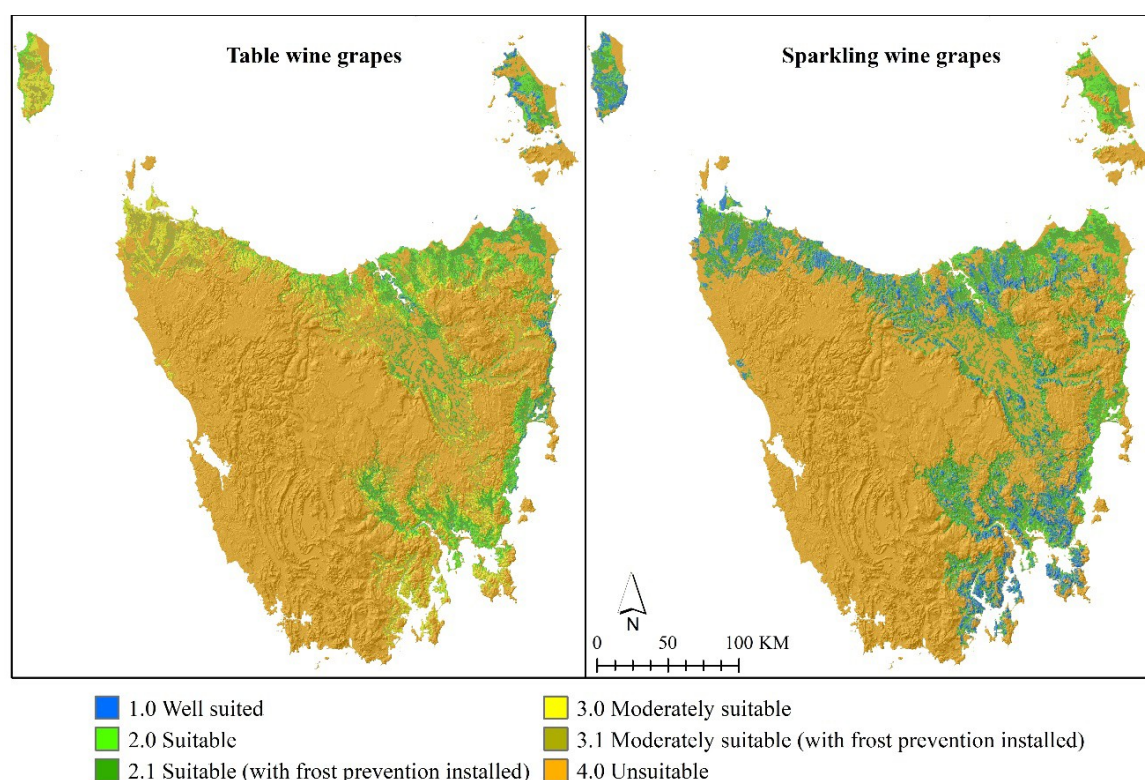 Table wine grapes
Sparkling wine grapes
N
0 50 100 KM
1.0 Well suited
2.0 Suitable
2.1 Suitable (with frost prevention installed)
3.0 Moderately suitable
3.1 Moderately suitable (with frost prevention installed)
4.0 Unsuitable